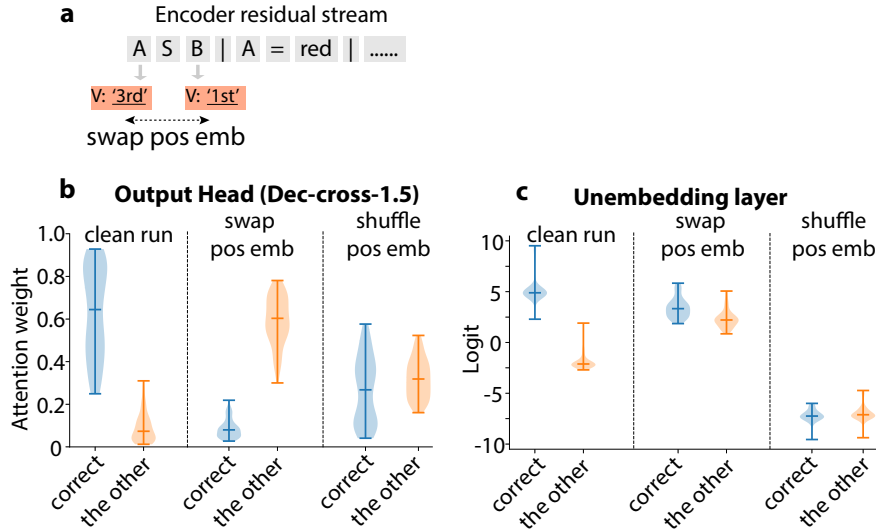 a
Encoder residual stream
A S B | A = red | ......
V: ‘3rd’ V: ‘1st’
swap pos emb
b Output Head (Dec-cross-1.5)
clean run
swap
pos emb
shuffle
pos emb
Attention weight
1.0
0.8
0.6
0.4
0.2
0
correct
the other
correct
the other
correct
the other
c Unembedding layer
clean run
swap
pos emb
shuffle
pos emb
Logit
10
5
0
-5
-10
correct
the other
correct
the other
correct
the other